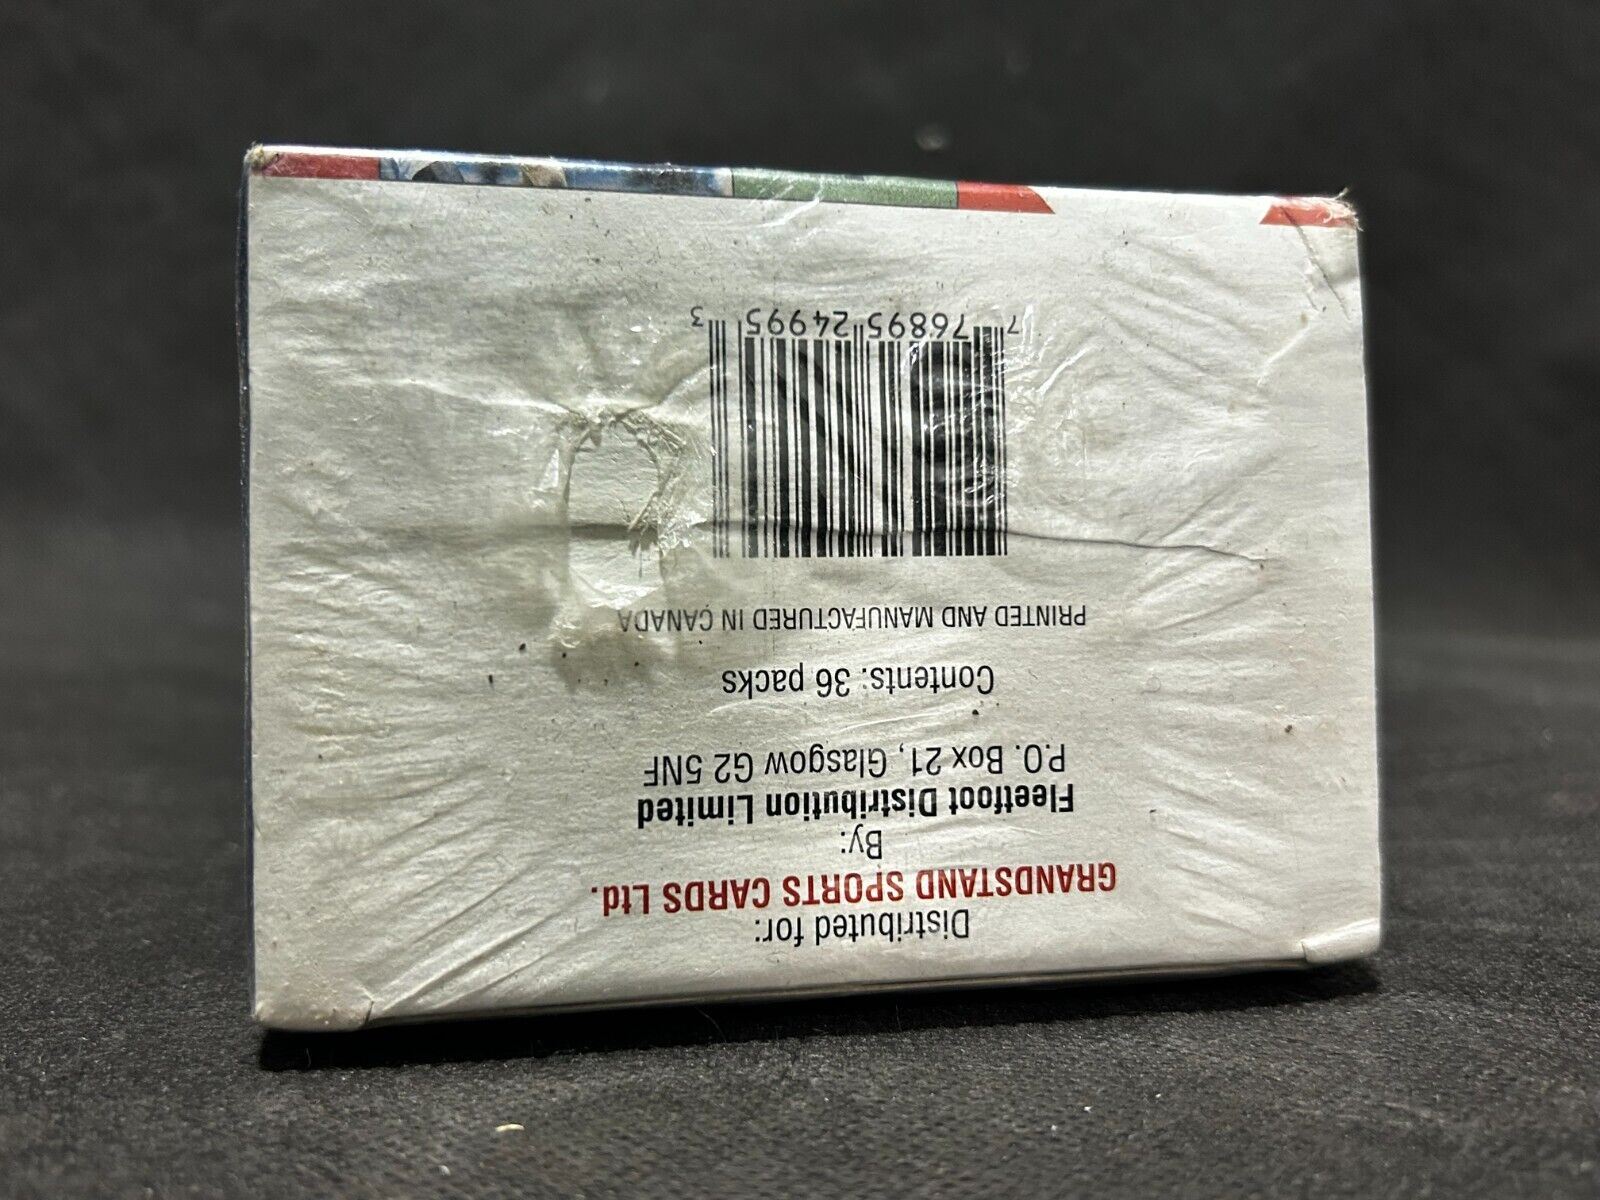 Distributed for:
GRANDSTAND SPORTS CARDS Ltd.
By:
Fleetfoot Distribution Limited
P.O. Box 21, Glasgow G2 5NF
Contents: 36 packs
PRINTED AND MANUFACTURED IN CANADA
7 76895 24995 3